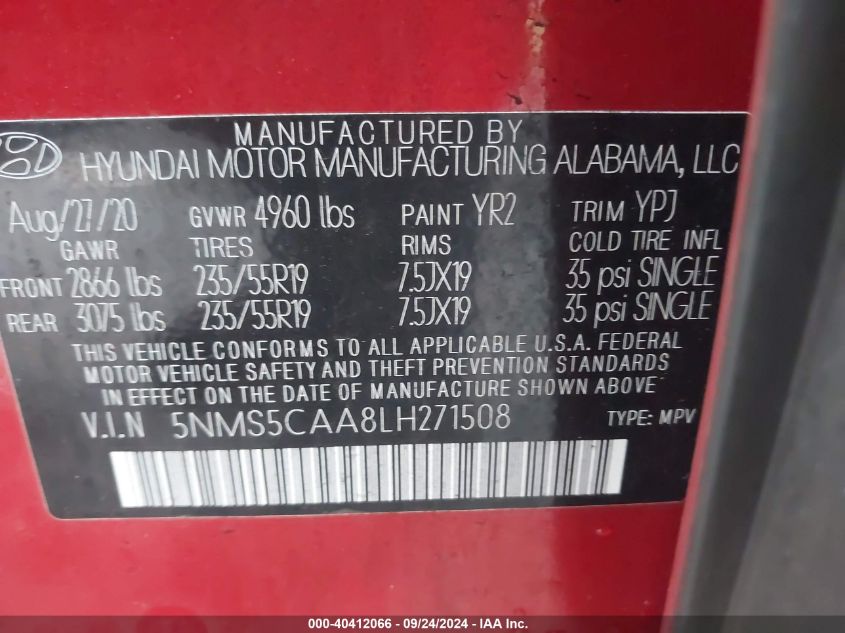 MANUFACTURED BY
HYUNDAI MOTOR MANUFACTURING ALABAMA, LLC
Aug/27/20 GVWR 4960 lbs PAINT YR2 TRIM YPJ
GAWR TIRES RIMS COLD TIRE INFL
FRONT 2866 lbs 235/55R19 7.5JX19 35 psi SINGLE
REAR 3075 lbs 235/55R19 7.5JX19 35 psi SINGLE
THIS VEHICLE CONFORMS TO ALL APPLICABLE U.S.A. FEDERAL
MOTOR VEHICLE SAFETY AND THEFT PREVENTION STANDARDS
IN EFFECT ON THE DATE OF MANUFACTURE SHOWN ABOVE
V.I.N 5NMS5CAA8LH271508 TYPE: MPV
000-40412066 - 09/24/2024 - IAA Inc.